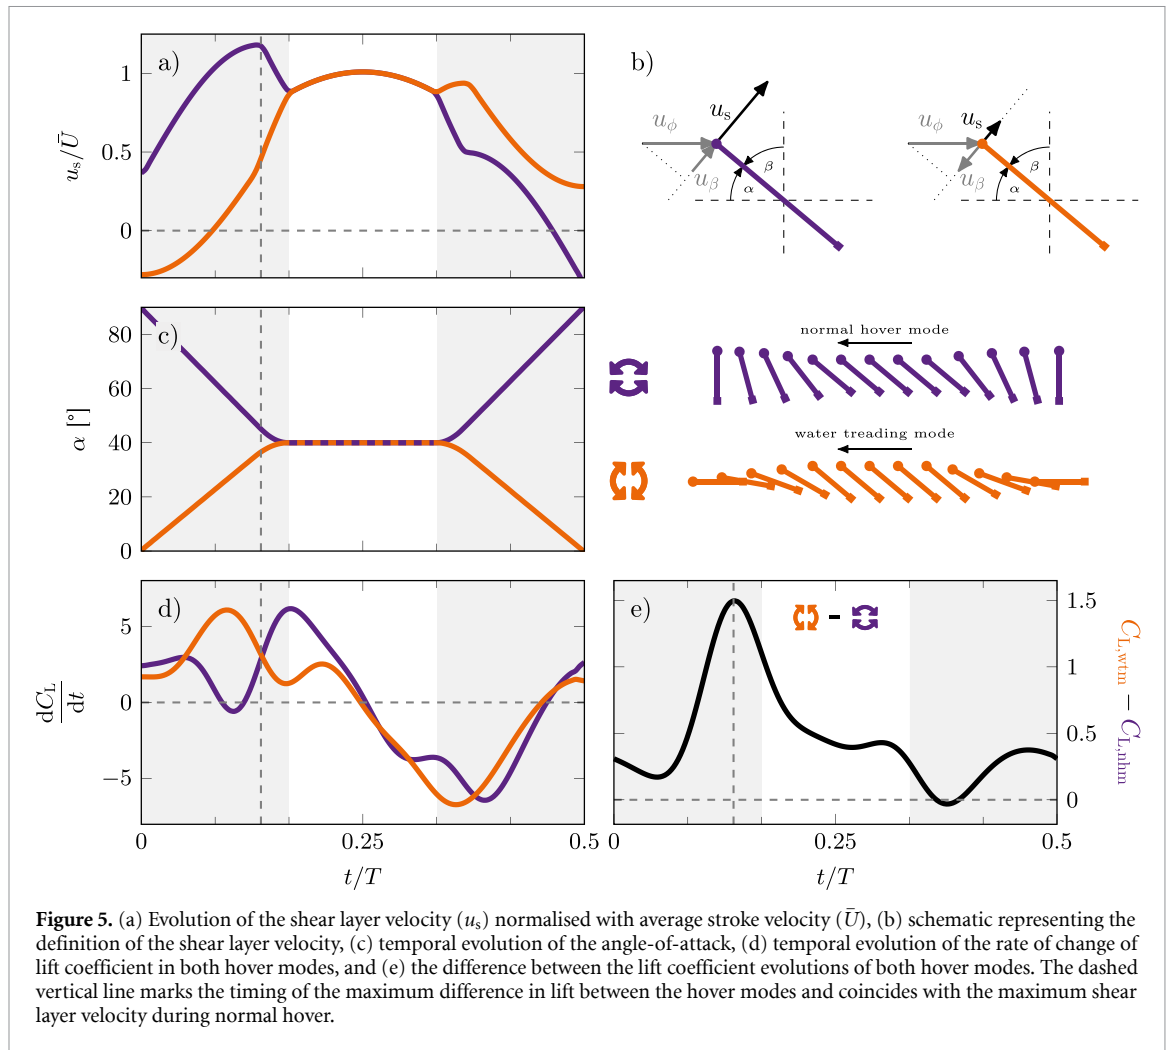 a)
1
0.5
0
u_s/Ū
b)
u_s
u_ϕ
u_β
β
α
u_s
u_ϕ
u_β
β
α
c)
80
60
40
20
0
α [°]
normal hover mode
water treading mode
d)
5
0
−5
dC_L
dt
0
0.25
0.5
t/T
e)
1.5
1
0.5
0
C_L,wtm − C_L,nhm
0
0.25
0.5
t/T
Figure 5. (a) Evolution of the shear layer velocity (u_s) normalised with average stroke velocity (Ū), (b) schematic representing the
definition of the shear layer velocity, (c) temporal evolution of the angle-of-attack, (d) temporal evolution of the rate of change of
lift coefficient in both hover modes, and (e) the difference between the lift coefficient evolutions of both hover modes. The dashed
vertical line marks the timing of the maximum difference in lift between the hover modes and coincides with the maximum shear
layer velocity during normal hover.